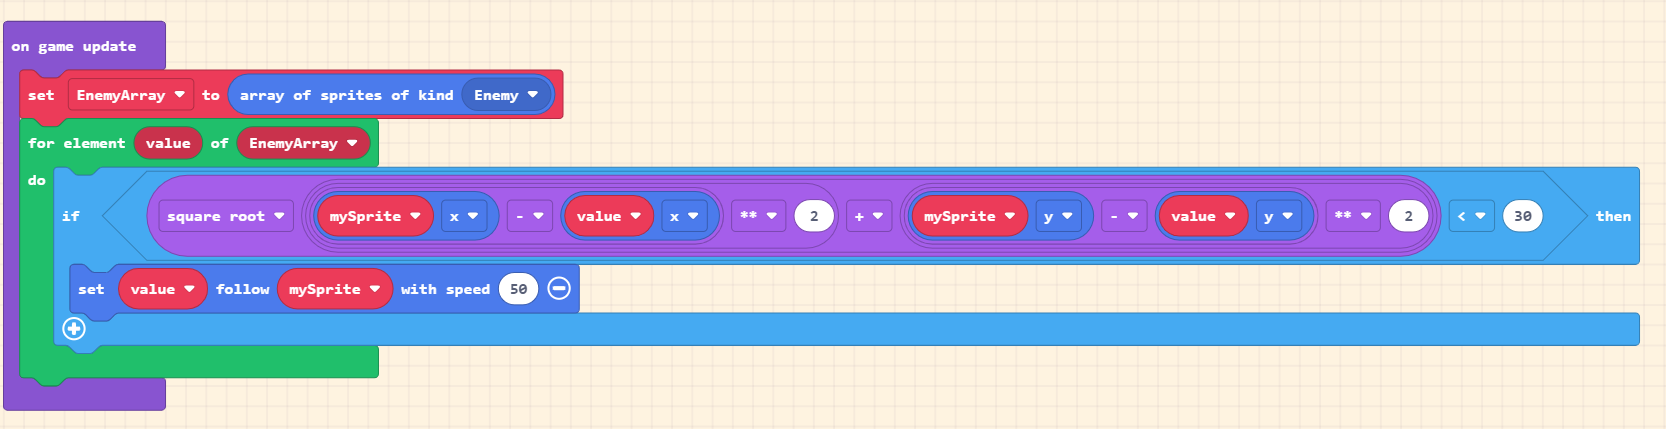 on game update
set EnemyArray to array of sprites of kind Enemy
for element value of EnemyArray
do
if square root mySprite x - value x ** 2 + mySprite y - value y ** 2 < 30 then
set value follow mySprite with speed 50